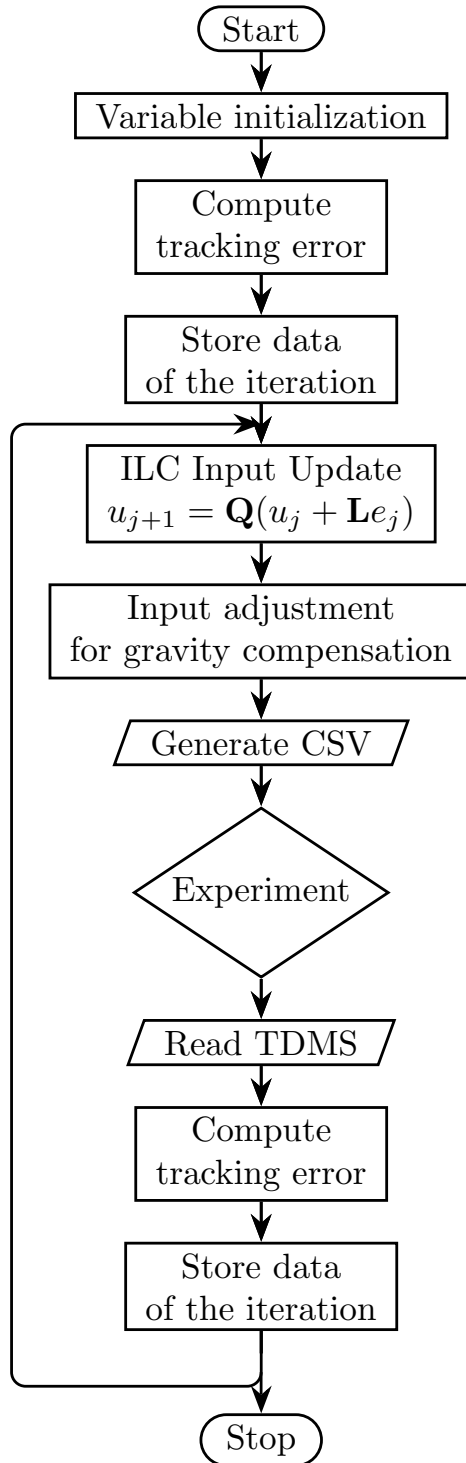 Start
Variable initialization
Compute
tracking error
Store data
of the iteration
ILC Input Update
u_{j+1} = Q(u_j + Le_j)
Input adjustment
for gravity compensation
Generate CSV
Experiment
Read TDMS
Compute
tracking error
Store data
of the iteration
Stop